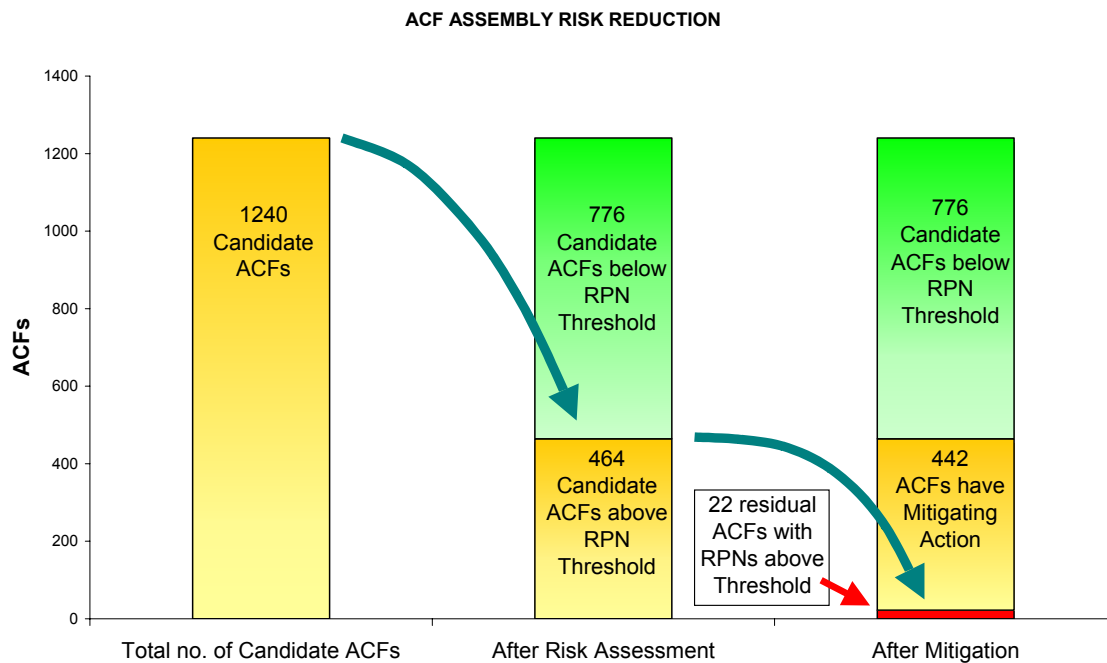 ACF ASSEMBLY RISK REDUCTION
1400
1200
1000
800
600
400
200
0
ACFs
1240
Candidate
ACFs
776
Candidate
ACFs below
RPN
Threshold
464
Candidate
ACFs above
RPN
Threshold
776
Candidate
ACFs below
RPN
Threshold
442
ACFs have
Mitigating
Action
22 residual
ACFs with
RPNs above
Threshold
Total no. of Candidate ACFs
After Risk Assessment
After Mitigation